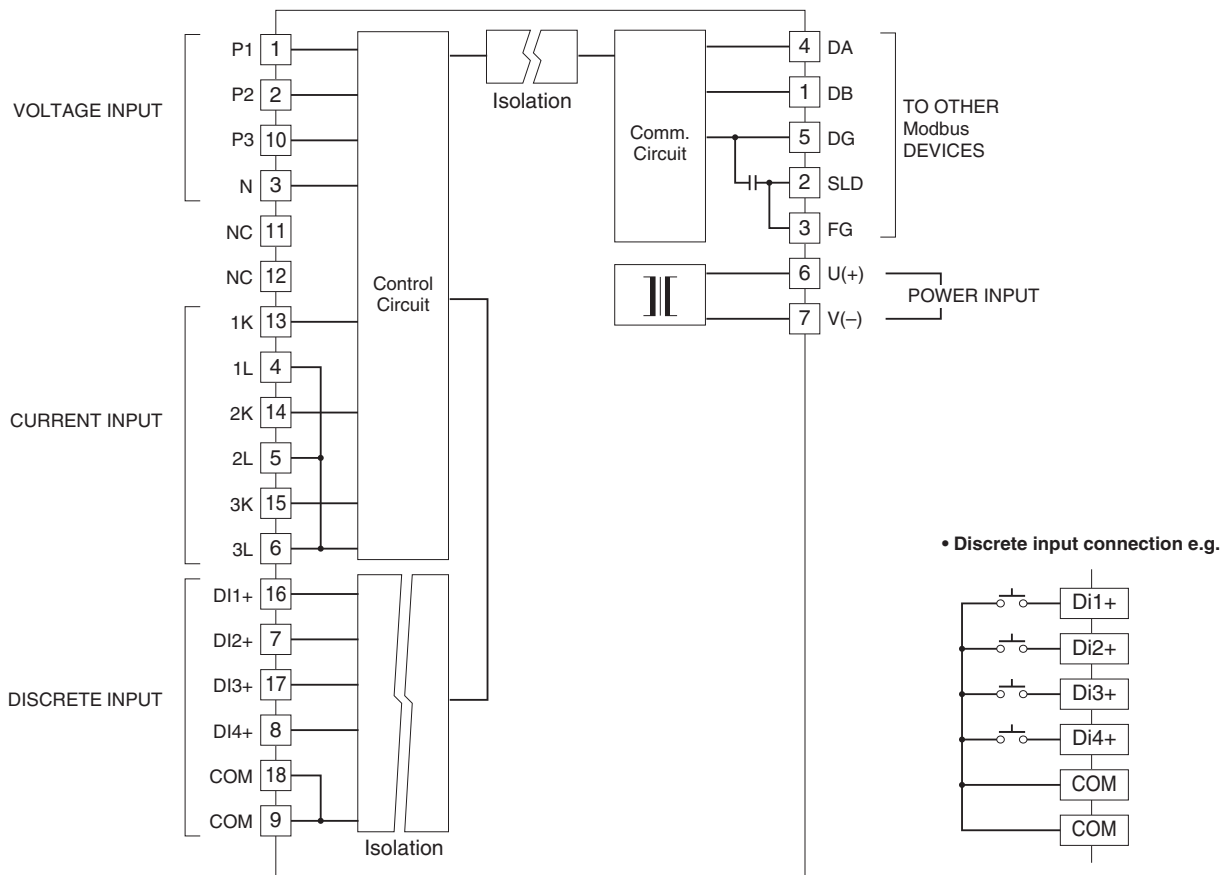 VOLTAGE INPUT
P1 1
P2 2
P3 10
N 3
NC 11
NC 12
CURRENT INPUT
1K 13
1L 4
2K 14
2L 5
3K 15
3L 6
DISCRETE INPUT
DI1+ 16
DI2+ 7
DI3+ 17
DI4+ 8
COM 18
COM 9
Control
Circuit
Isolation
Isolation
Comm.
Circuit
4 DA
1 DB
5 DG
2 SLD
3 FG
TO OTHER
Modbus
DEVICES
6 U(+)
7 V(–)
POWER INPUT
• Discrete input connection e.g.
Di1+
Di2+
Di3+
Di4+
COM
COM